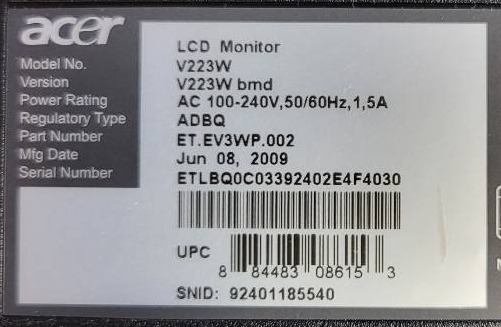 acer
LCD Monitor
Model No. V223W
Version V223W bmd
Power Rating AC 100-240V,50/60Hz,1,5A
Regulatory Type ADBQ
Part Number ET.EV3WP.002
Mfg Date Jun 08, 2009
Serial Number ETLBQ0C03392402E4F4030
UPC
8 84483 08615 3
SNID: 92401185540